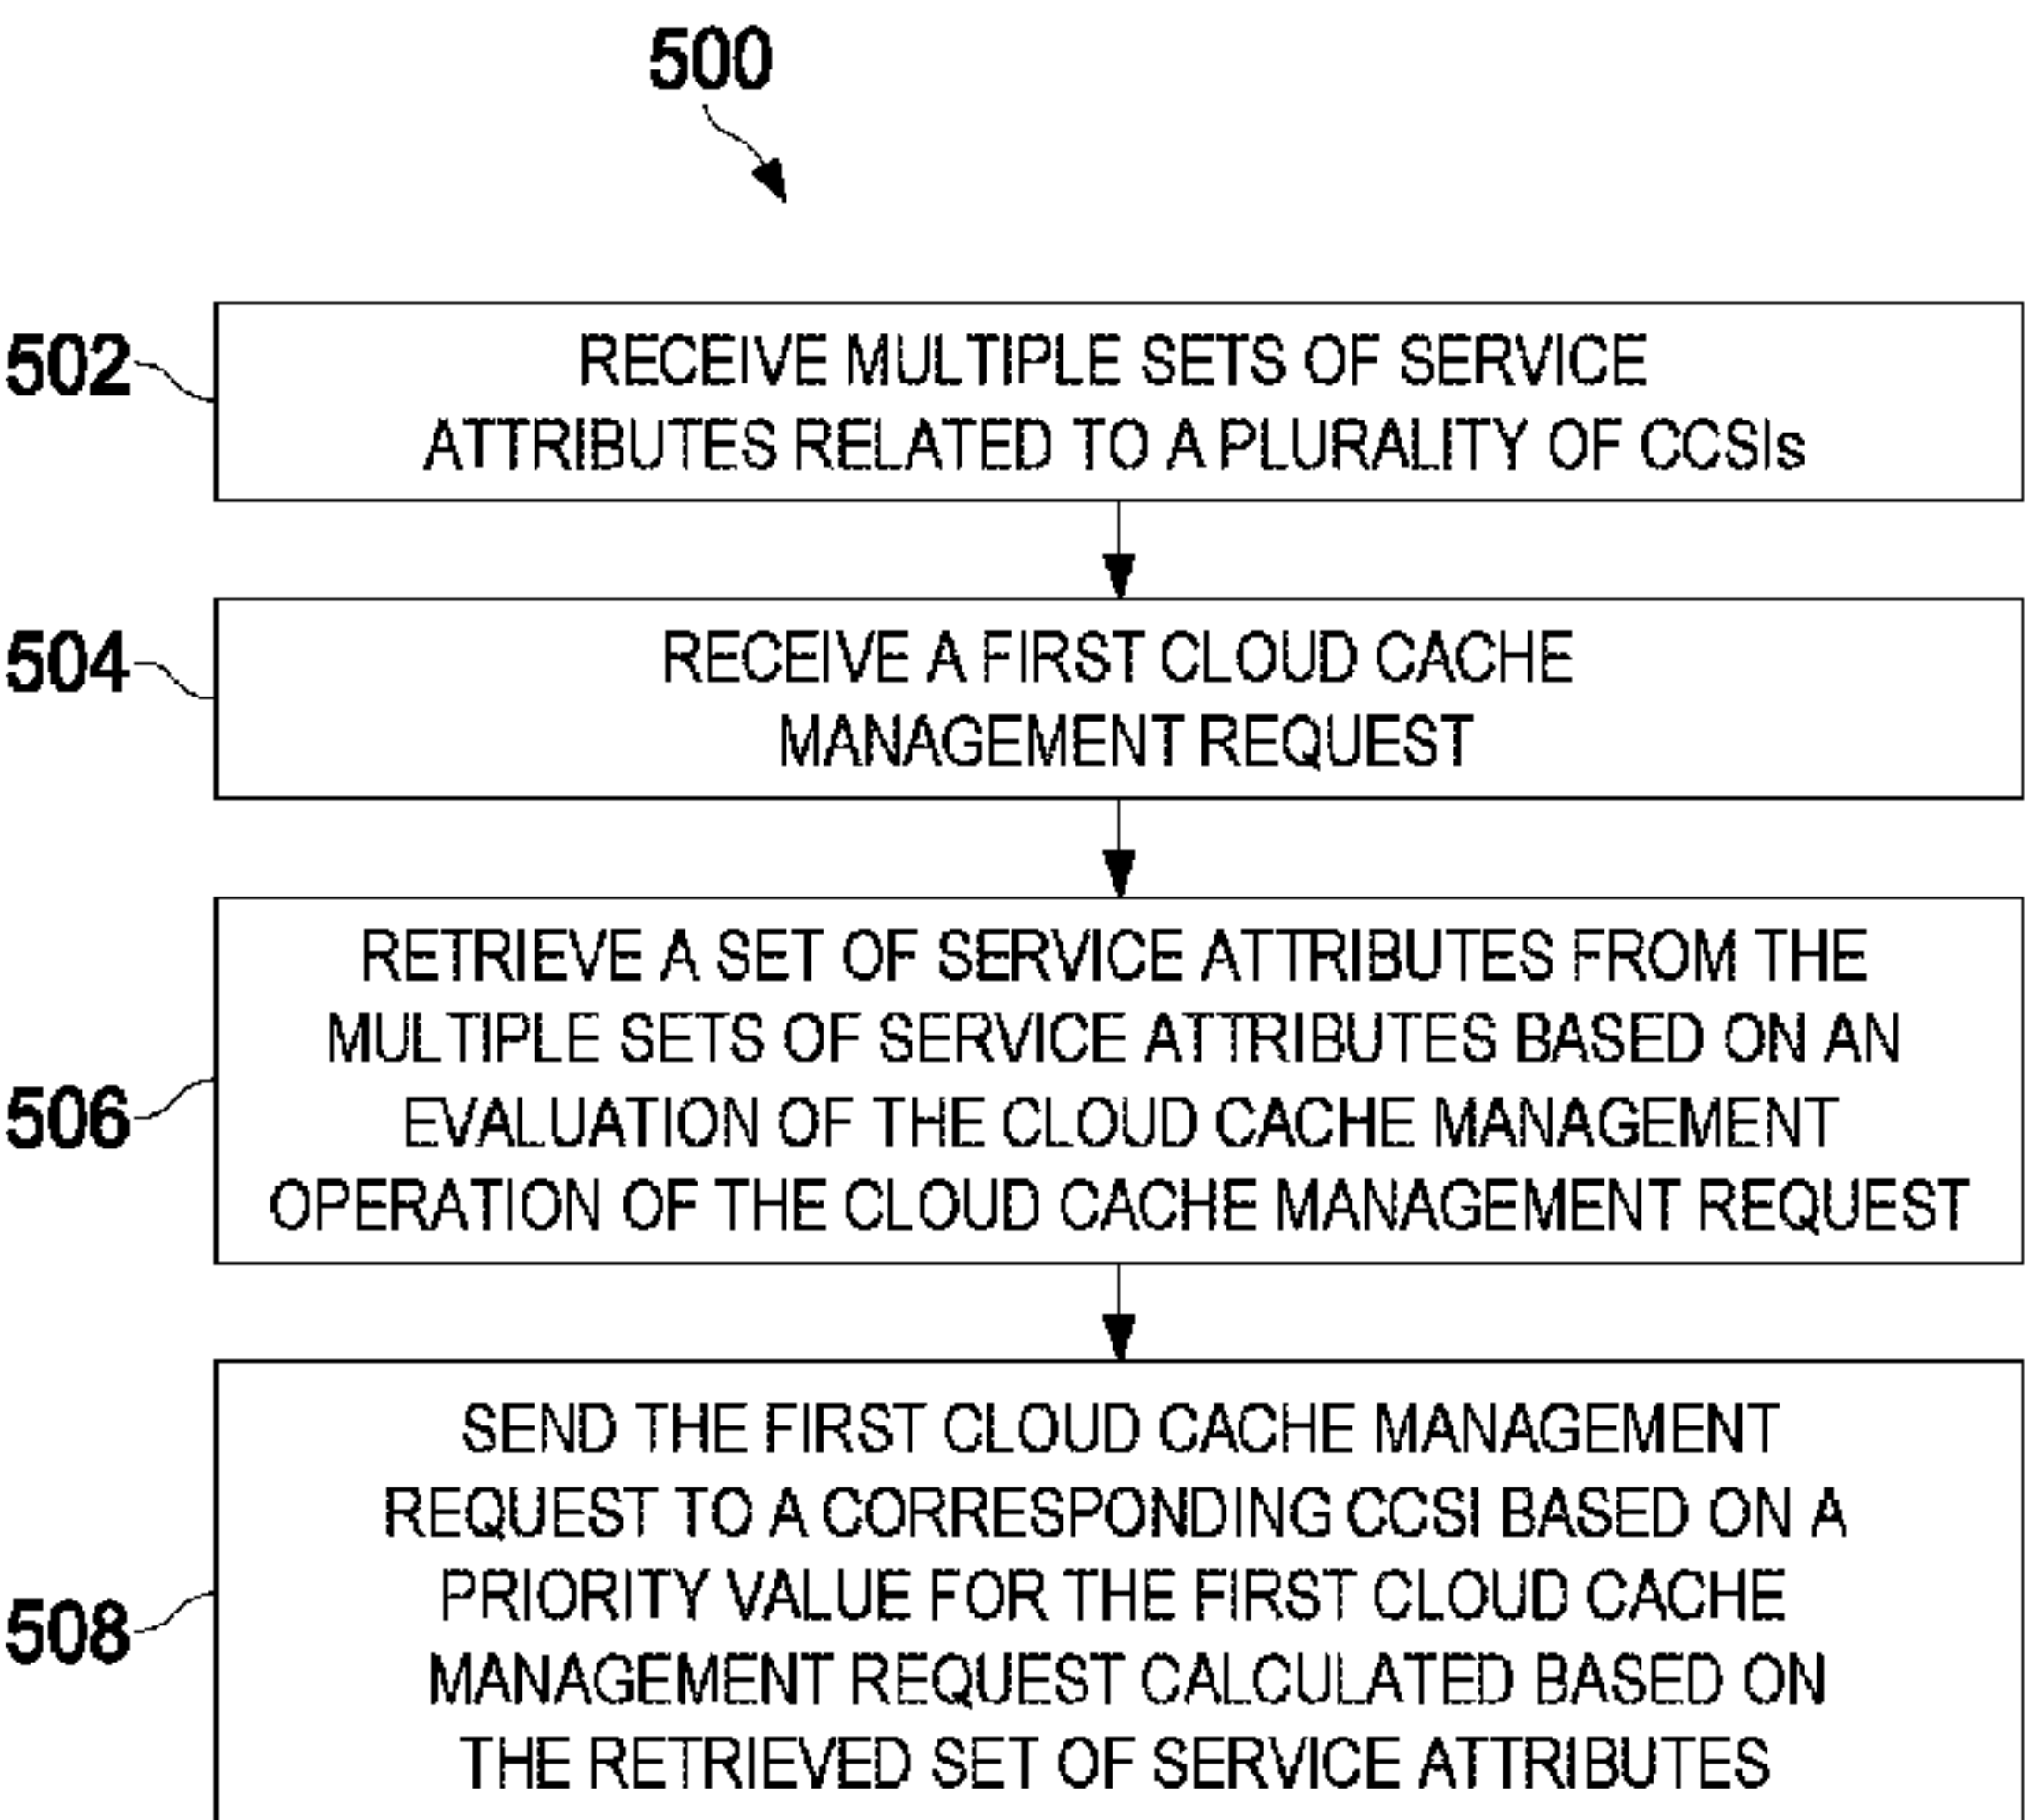 500
502
RECEIVE MULTIPLE SETS OF SERVICE
ATTRIBUTES RELATED TO A PLURALITY OF CCSIs
504
RECEIVE A FIRST CLOUD CACHE
MANAGEMENT REQUEST
506
RETRIEVE A SET OF SERVICE ATTRIBUTES FROM THE
MULTIPLE SETS OF SERVICE ATTRIBUTES BASED ON AN
EVALUATION OF THE CLOUD CACHE MANAGEMENT
OPERATION OF THE CLOUD CACHE MANAGEMENT REQUEST
508
SEND THE FIRST CLOUD CACHE MANAGEMENT
REQUEST TO A CORRESPONDING CCSI BASED ON A
PRIORITY VALUE FOR THE FIRST CLOUD CACHE
MANAGEMENT REQUEST CALCULATED BASED ON
THE RETRIEVED SET OF SERVICE ATTRIBUTES